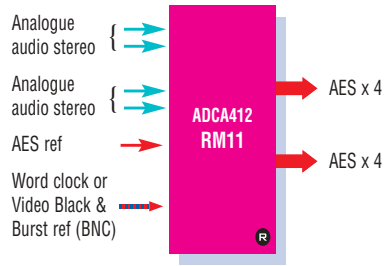 Analogue
audio stereo {
Analogue
audio stereo {
AES ref
Word clock or
Video Black &
Burst ref (BNC)
ADCA412
RM11
R
AES x 4
AES x 4